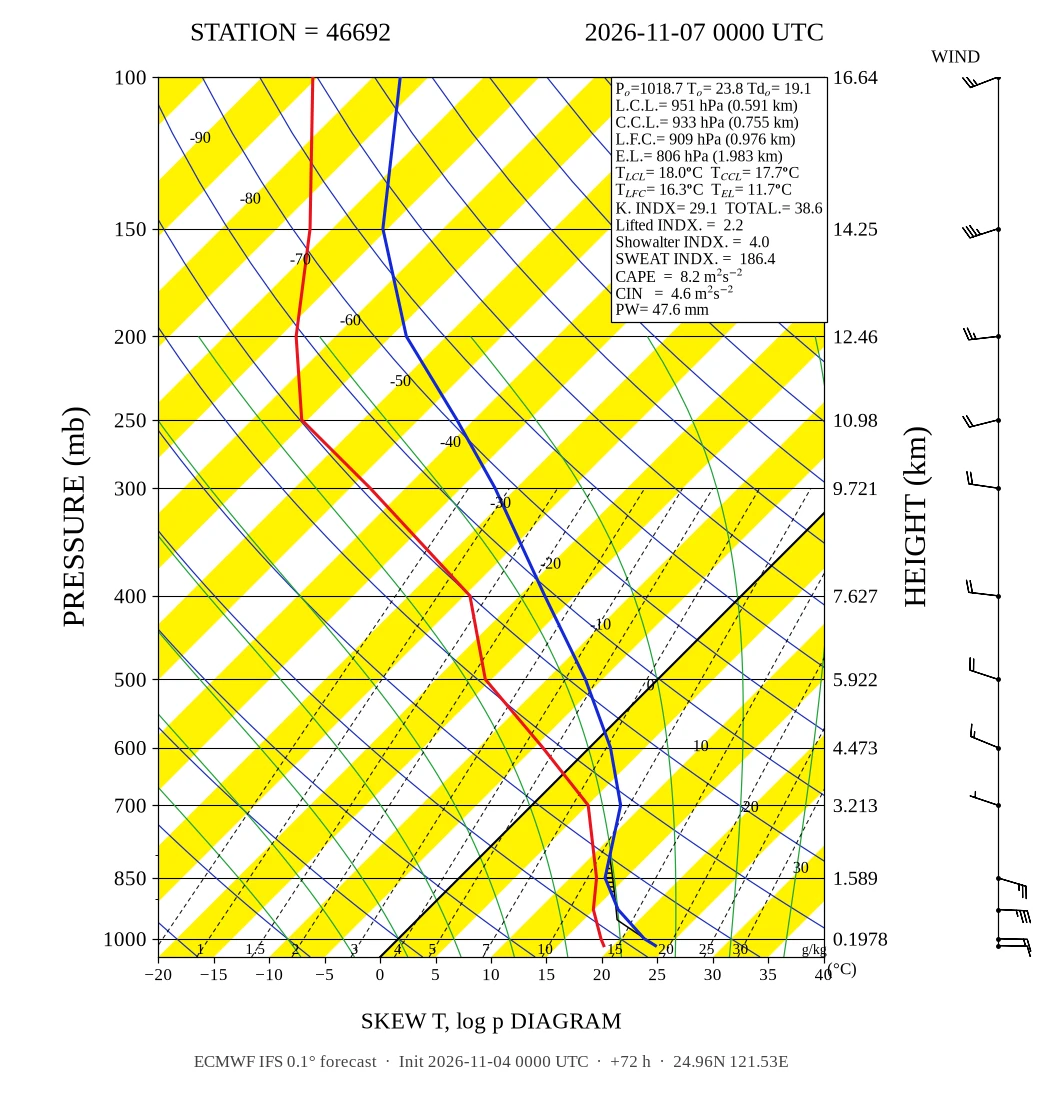 STATION = 46692 2026-11-07 0000 UTC
WIND
100 16.64
Pₒ=1018.7 Tₒ= 23.8 Tdₒ= 19.1
L.C.L.= 951 hPa (0.591 km)
C.C.L.= 933 hPa (0.755 km)
L.F.C.= 909 hPa (0.976 km)
E.L.= 806 hPa (1.983 km)
T_LCL= 18.0°C T_CCL= 17.7°C
T_LFC= 16.3°C T_EL= 11.7°C
K. INDX= 29.1 TOTAL.= 38.6
Lifted INDX. = 2.2
Showalter INDX. = 4.0
SWEAT INDX. = 186.4
CAPE = 8.2 m²s⁻²
CIN = 4.6 m²s⁻²
PW= 47.6 mm
-90
-80
150 14.25
-70
-60
200 12.46
-50
250 10.98
-40
300 9.721
-30
-20
400 7.627
-10
500 5.922
0
600 4.473
10
700 3.213
20
850 1.589
30
1000 0.1978
PRESSURE (mb)
HEIGHT (km)
1 1.5 2 3 4 5 7 10 15 20 25 30 g/kg
−20 −15 −10 −5 0 5 10 15 20 25 30 35 40 (°C)
SKEW T, log p DIAGRAM
ECMWF IFS 0.1° forecast · Init 2026-11-04 0000 UTC · +72 h · 24.96N 121.53E